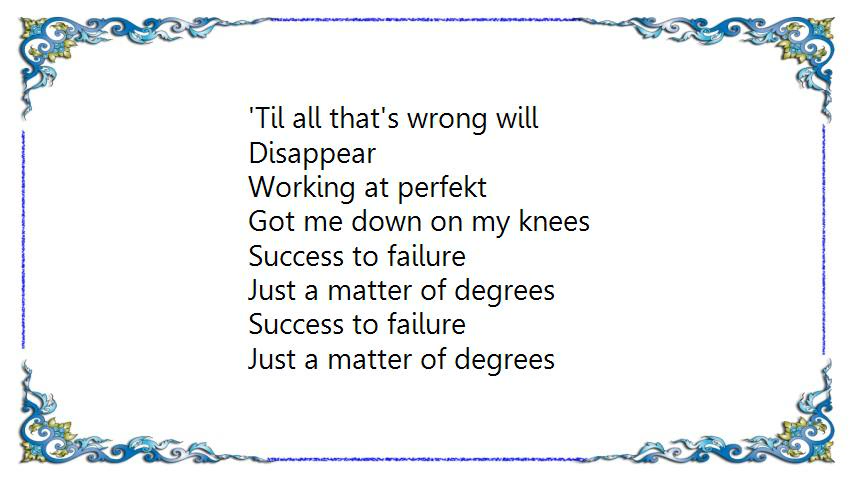 'Til all that's wrong will
Disappear
Working at perfekt
Got me down on my knees
Success to failure
Just a matter of degrees
Success to failure
Just a matter of degrees